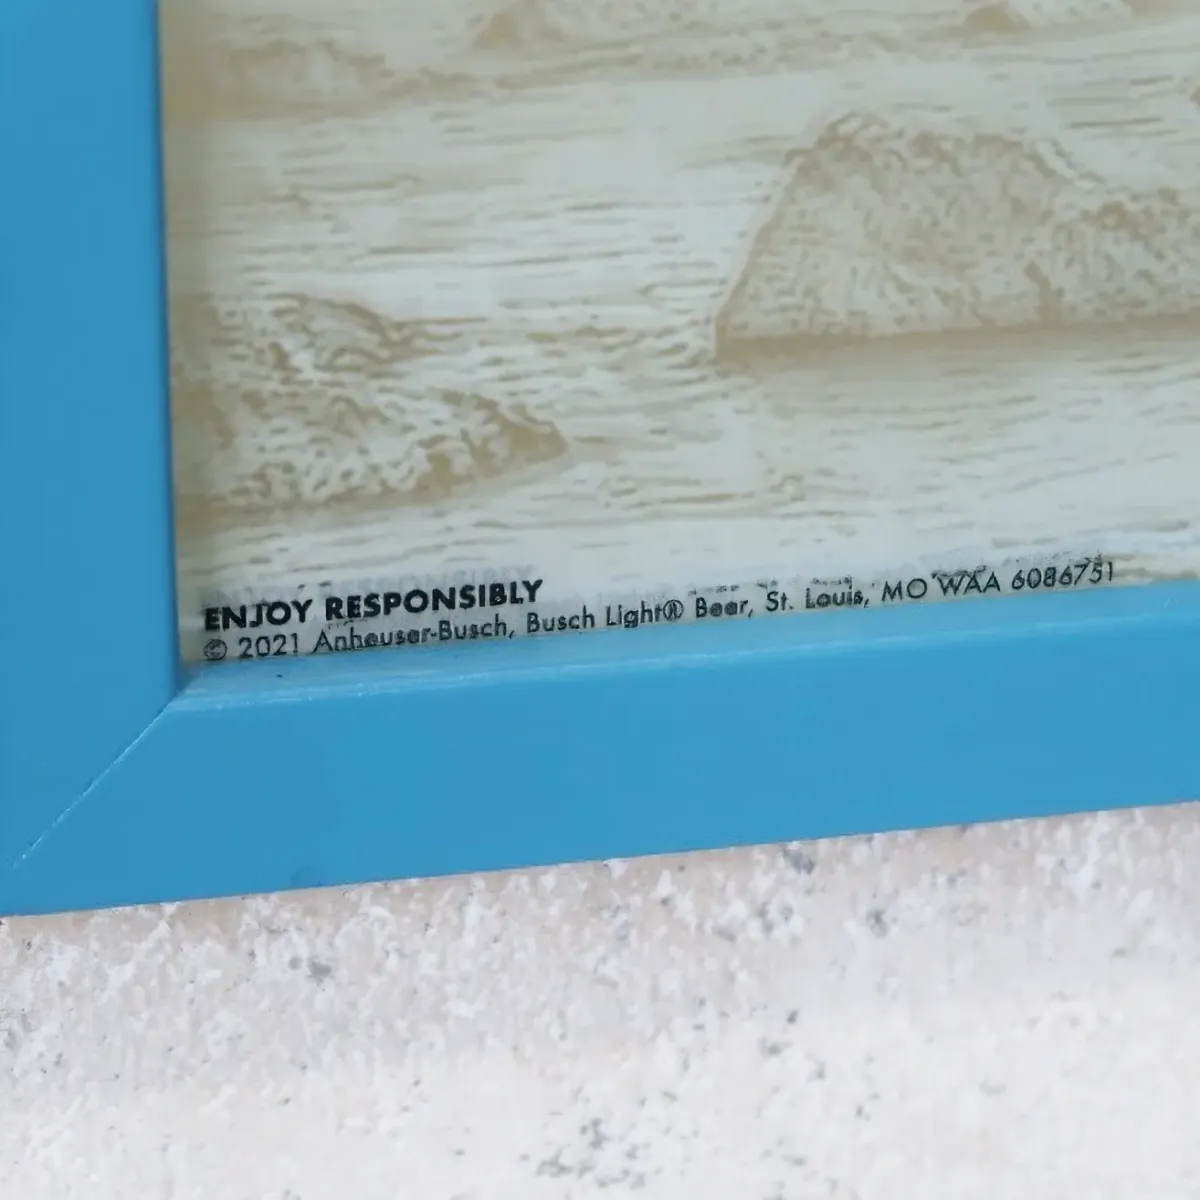 ENJOY RESPONSIBLY
© 2021 Anheuser-Busch, Busch Light® Beer, St. Louis, MO WAA 6086751